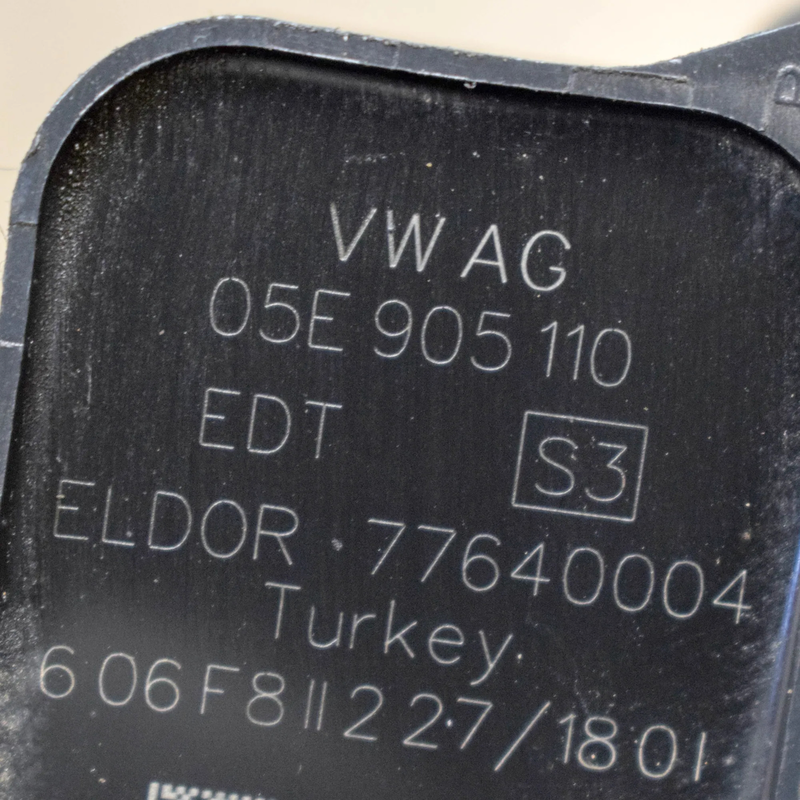 VW AG
05E 905 110
EDT S3
ELDOR 77640004
Turkey
6 06 F8 11 2 27/18 01